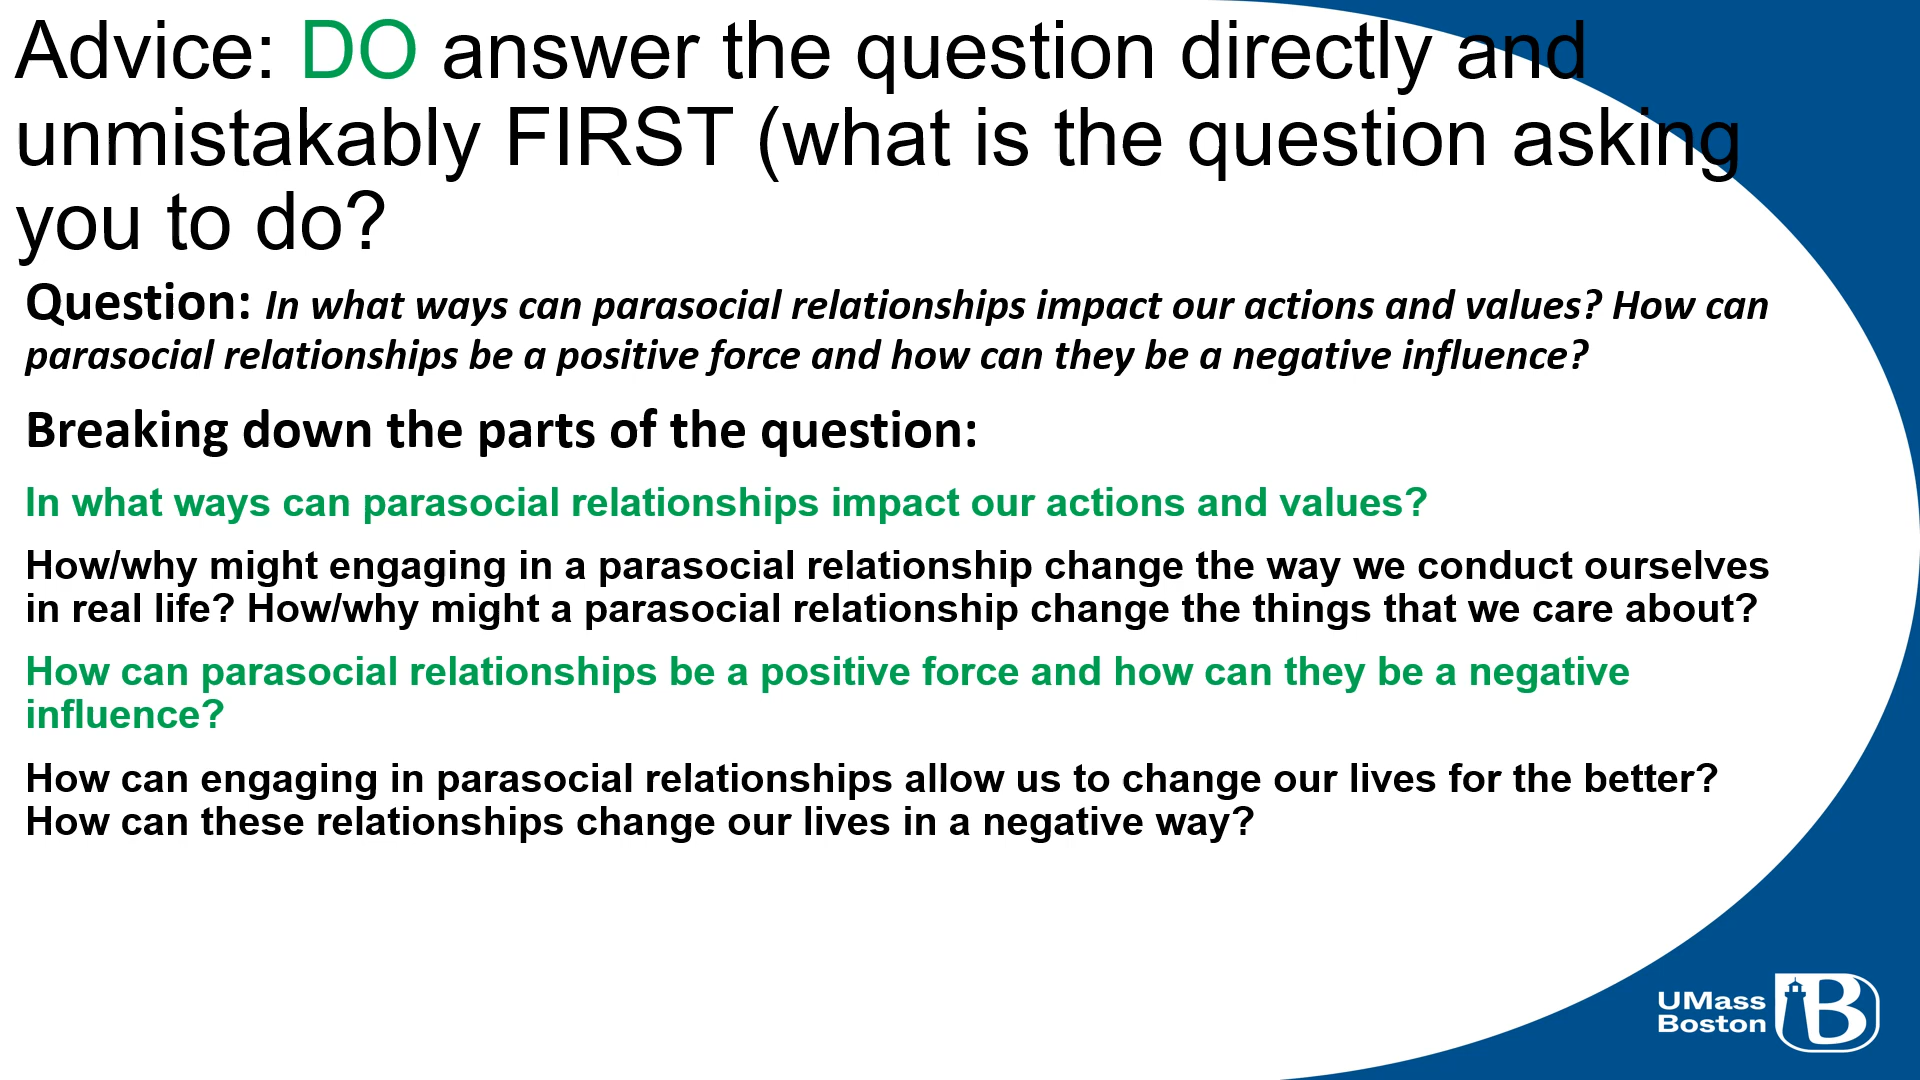 Advice: DO answer the question directly and
unmistakably FIRST (what is the question asking
you to do?
Question: In what ways can parasocial relationships impact our actions and values? How can
parasocial relationships be a positive force and how can they be a negative influence?
Breaking down the parts of the question:
In what ways can parasocial relationships impact our actions and values?
How/why might engaging in a parasocial relationship change the way we conduct ourselves
in real life? How/why might a parasocial relationship change the things that we care about?
How can parasocial relationships be a positive force and how can they be a negative
influence?
How can engaging in parasocial relationships allow us to change our lives for the better?
How can these relationships change our lives in a negative way?
UMass
Boston
B